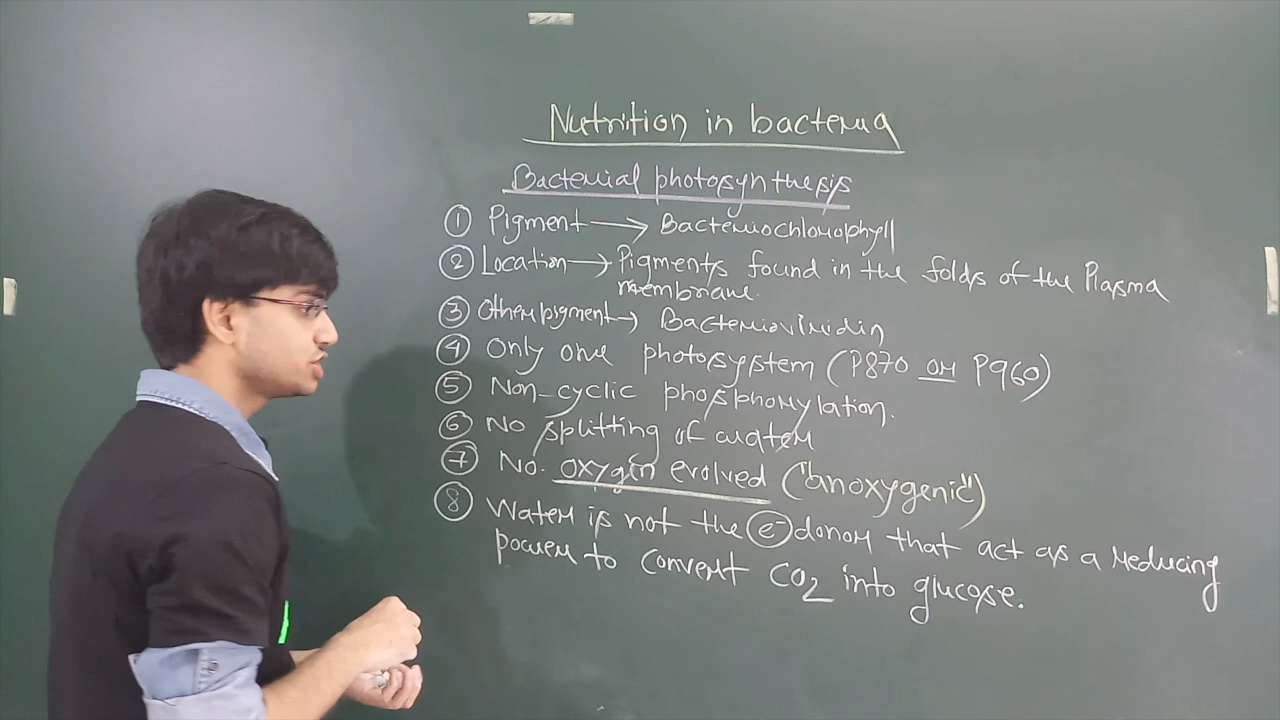 Nutrition in bacteria
Bacterial photosynthesis
① Pigment → Bacteriochlorophyll
② Location → Pigments found in the folds of the Plasma
membrane.
③ Other pigment → Bacterioviridin
④ Only one photosystem (P870 or P960)
⑤ Non-cyclic phosphorylation.
⑥ No splitting of water
⑦ No. oxygin evolved ("anoxygenic")
⑧ Water is not the e⁻ donor that act as a reducing
power to convert CO₂ into glucose.